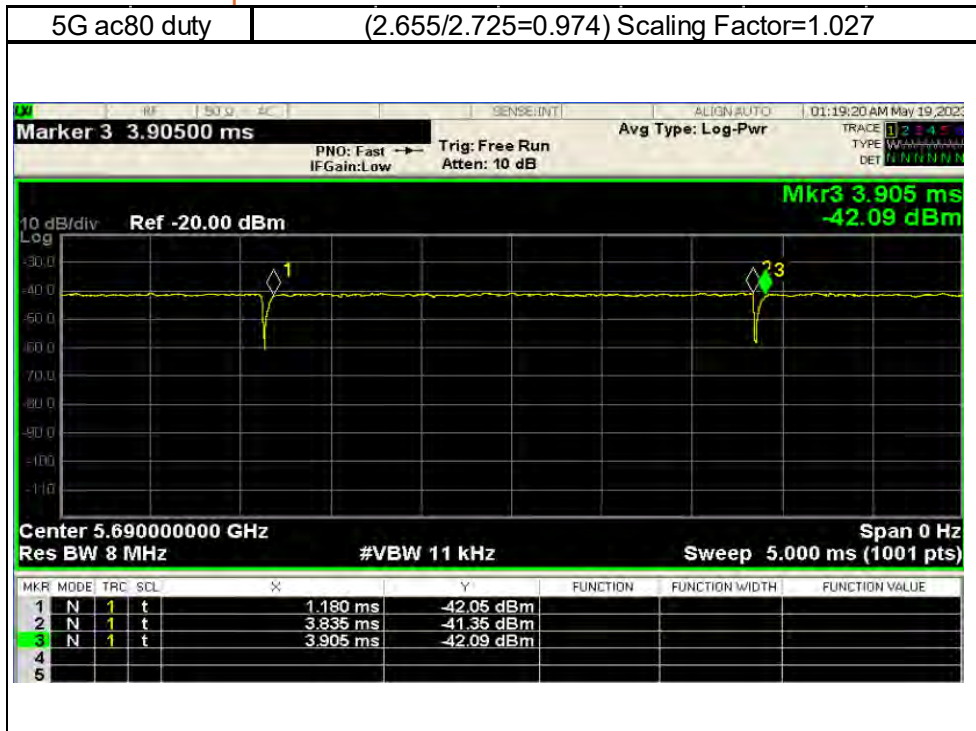 5G ac80 duty (2.655/2.725=0.974) Scaling Factor=1.027
RF 50 Ω AC SENSE:INT ALIGN AUTO 01:19:20 AM May 19, 2023
Marker 3 3.90500 ms Avg Type: Log-Pwr TRACE 1 2 3 4 5 6
PNO: Fast Trig: Free Run TYPE
IFGain:Low Atten: 10 dB DET N N N N N N
Mkr3 3.905 ms
10 dB/div Ref -20.00 dBm -42.09 dBm
Log
-30.0
1
2 3
-40.0
-50.0
-60.0
-70.0
-80.0
-90.0
-100
-110
Center 5.690000000 GHz Span 0 Hz
Res BW 8 MHz #VBW 11 kHz Sweep 5.000 ms (1001 pts)
MKR MODE TRC SCL X Y FUNCTION FUNCTION WIDTH FUNCTION VALUE
1 N 1 t 1.180 ms -42.05 dBm
2 N 1 t 3.835 ms -41.35 dBm
3 N 1 t 3.905 ms -42.09 dBm
4
5